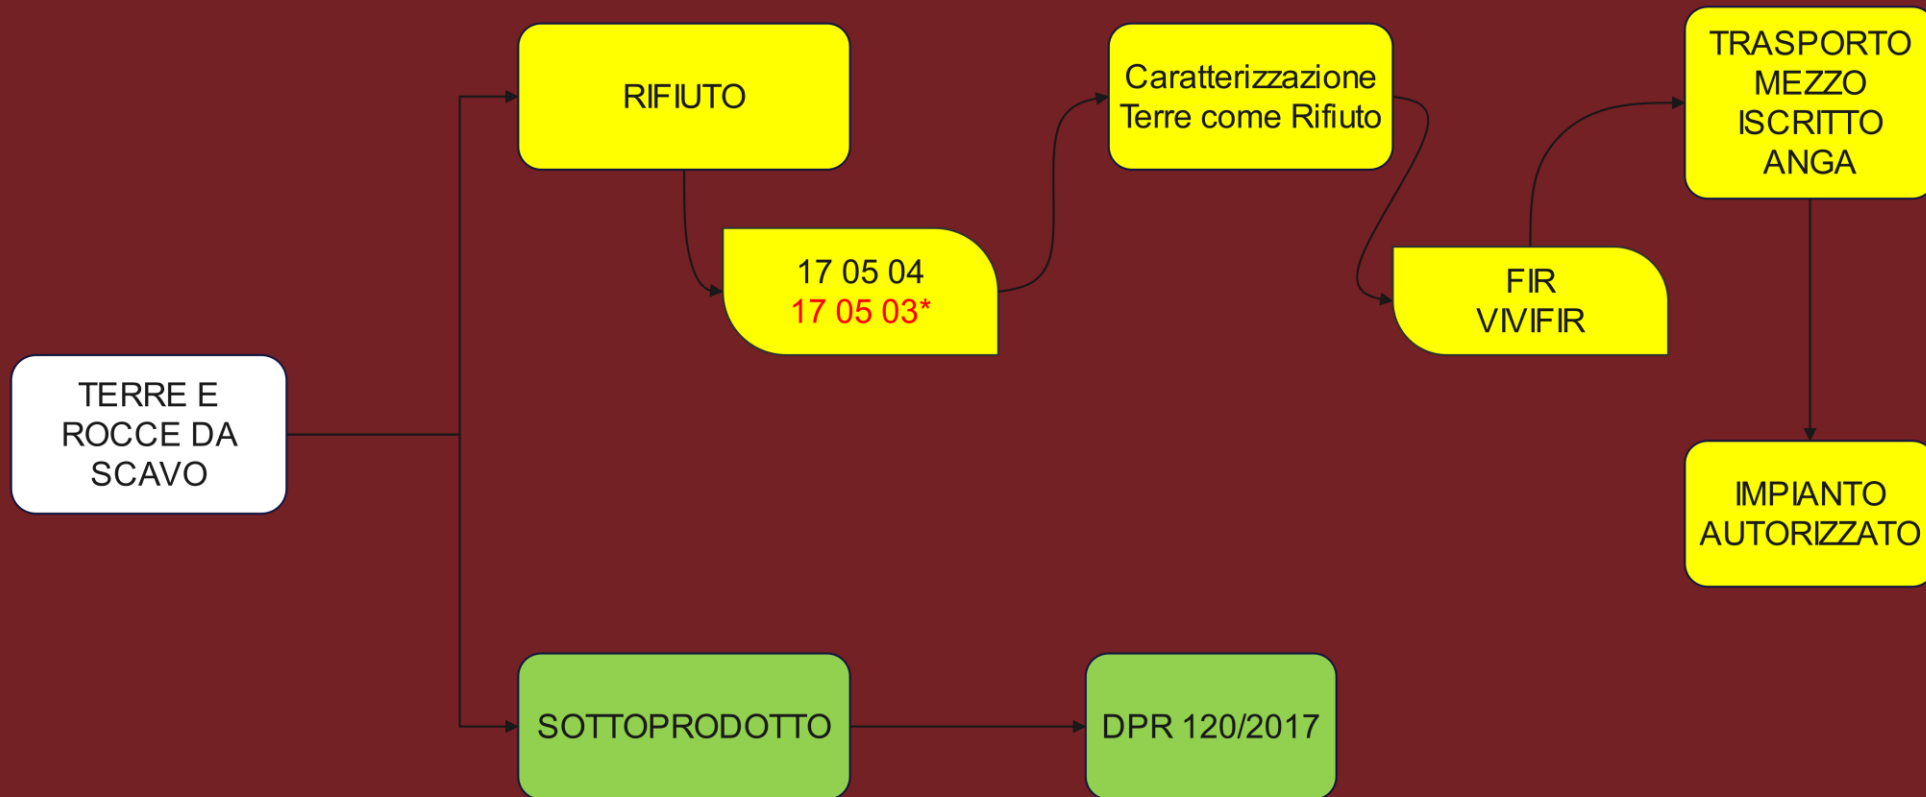 RIFIUTO
17 05 04
17 05 03*
Caratterizzazione
Terre come Rifiuto
FIR
VIVIFIR
TRASPORTO
MEZZO
ISCRITTO
ANGA
IMPIANTO
AUTORIZZATO
TERRE E
ROCCE DA
SCAVO
SOTTOPRODOTTO
DPR 120/2017